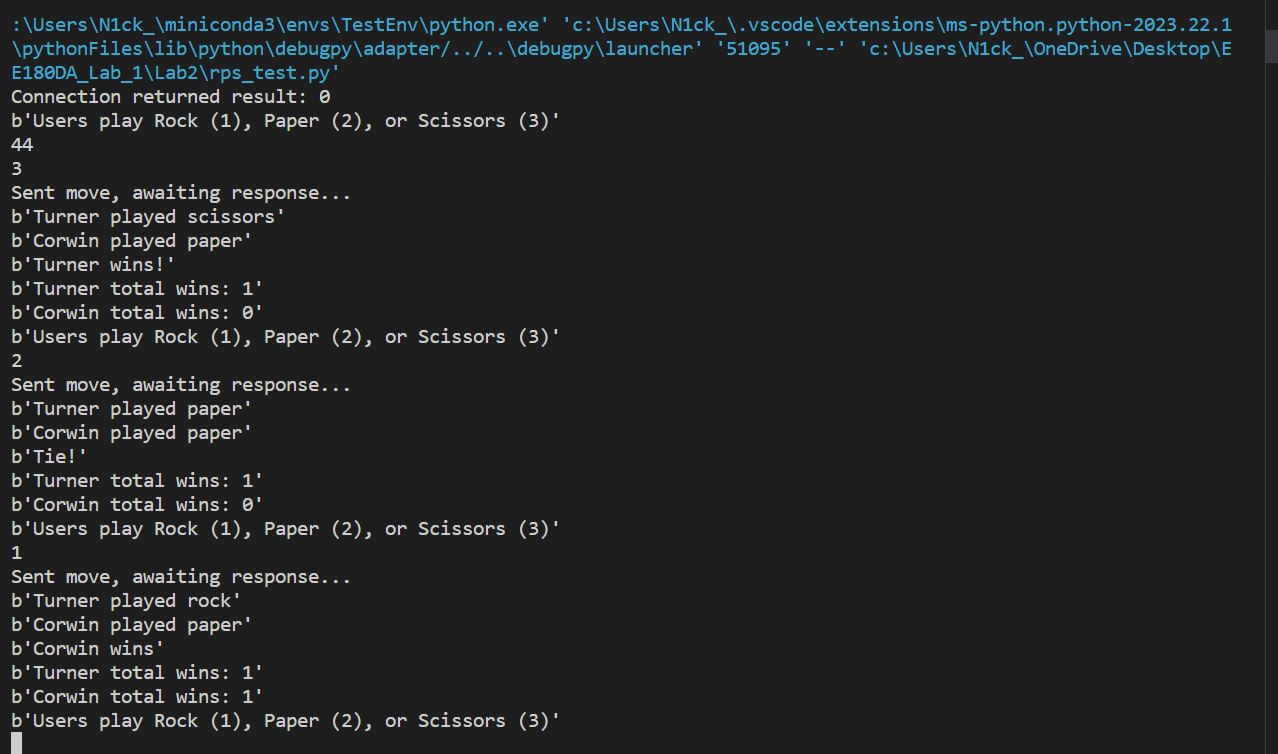 :\Users\N1ck_\miniconda3\envs\TestEnv\python.exe' 'c:\Users\N1ck_\.vscode\extensions\ms-python.python-2023.22.1
\pythonFiles\lib\python\debugpy\adapter/../..\debugpy\launcher' '51095' '--' 'c:\Users\N1ck_\OneDrive\Desktop\E
E180DA_Lab_1\Lab2\rps_test.py'
Connection returned result: 0
b'Users play Rock (1), Paper (2), or Scissors (3)'
44
3
Sent move, awaiting response...
b'Turner played scissors'
b'Corwin played paper'
b'Turner wins!'
b'Turner total wins: 1'
b'Corwin total wins: 0'
b'Users play Rock (1), Paper (2), or Scissors (3)'
2
Sent move, awaiting response...
b'Turner played paper'
b'Corwin played paper'
b'Tie!'
b'Turner total wins: 1'
b'Corwin total wins: 0'
b'Users play Rock (1), Paper (2), or Scissors (3)'
1
Sent move, awaiting response...
b'Turner played rock'
b'Corwin played paper'
b'Corwin wins'
b'Turner total wins: 1'
b'Corwin total wins: 1'
b'Users play Rock (1), Paper (2), or Scissors (3)'